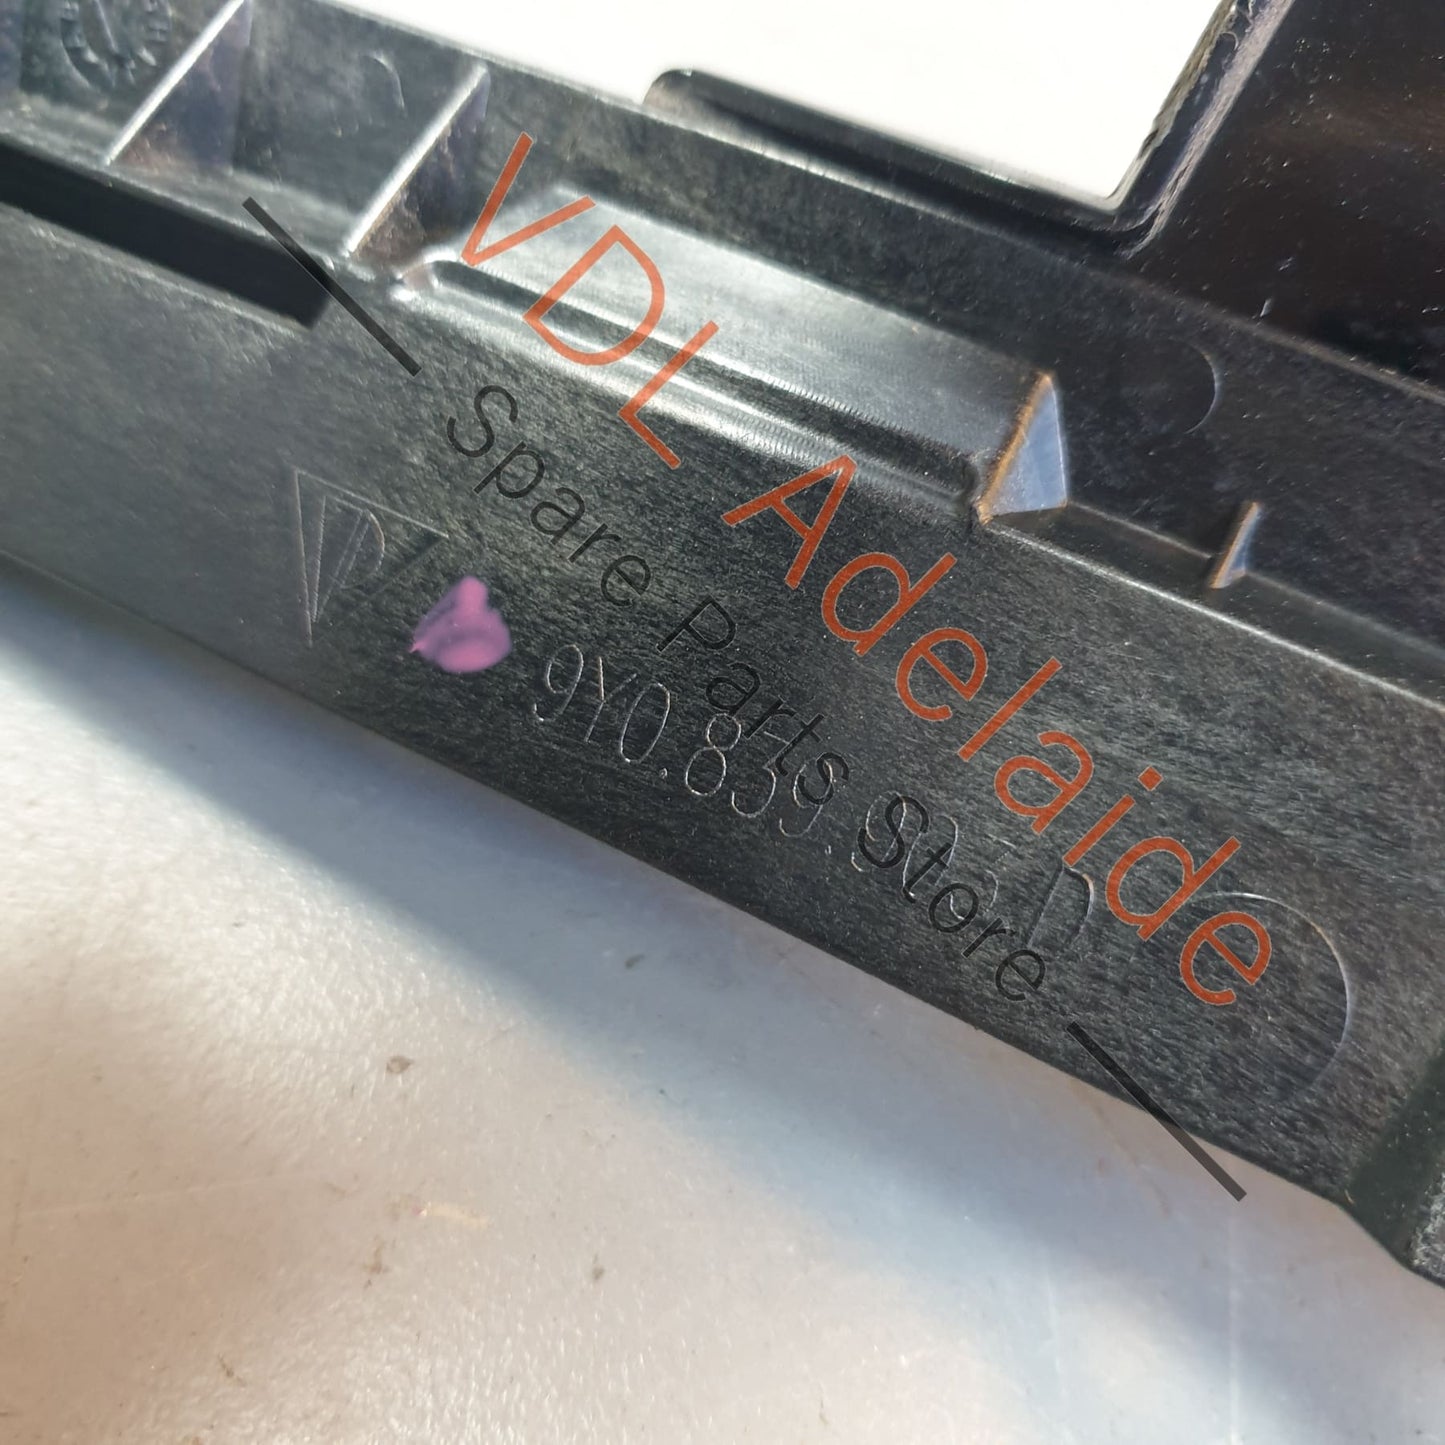 VDL Adelaide
Spare Parts Store
9Y0.839.
D